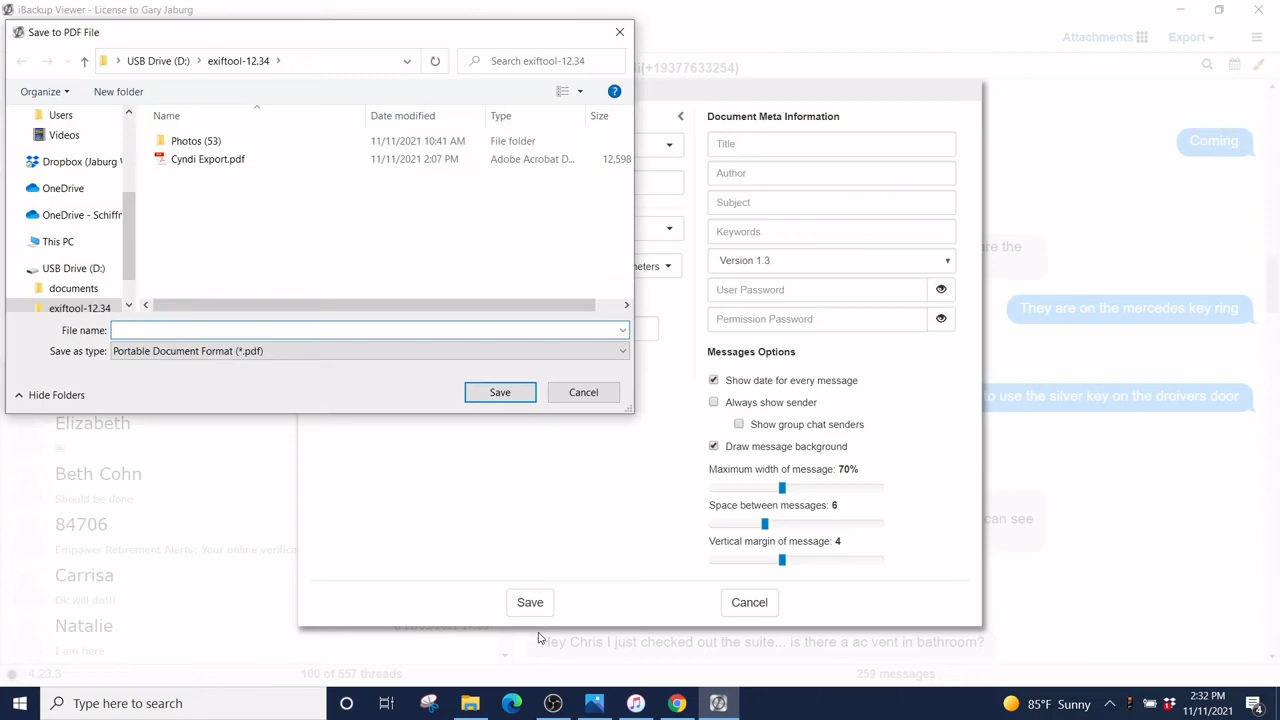 iBackup Viewer - License to Gary Jaburg
Save to PDF File
USB Drive (D:) > exiftool-12.34 >
Search exiftool-12.34
Organize
New folder
Attachments
Export
(+19377633254)
Users
Videos
Dropbox (Jaburg
OneDrive
OneDrive - Schiffn
This PC
USB Drive (D:)
documents
exiftool-12.34
Name
Date modified
Type
Size
Photos (53)
11/11/2021 10:41 AM
File folder
Cyndi Export.pdf
11/11/2021 2:07 PM
Adobe Acrobat D...
12,598
File name:
Save as type:
Portable Document Format (*.pdf)
Hide Folders
Save
Cancel
Document Meta Information
Title
Author
Subject
Keywords
Version 1.3
User Password
Permission Password
Messages Options
Show date for every message
Always show sender
Show group chat senders
Draw message background
Maximum width of message: 70%
Space between messages: 6
Vertical margin of message: 4
Save
Cancel
Coming
are the
They are on the mercedes key ring
to use the silver key on the droivers door
can see
Elizabeth
Beth Cohn
Should be done
84706
Empower Retirement Alerts: Your online verifica
Carrisa
Ok will do!!!
Natalie
I am here
Hey Chris I just checked out the suite... is there a ac vent in bathroom?
4.23.3
100 of 557 threads
259 messages
Type here to search
85°F Sunny
2:32 PM
11/11/2021
4